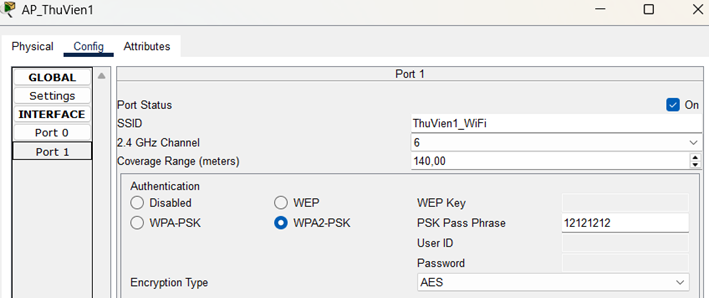 AP_ThuVien1
Physical Config Attributes
GLOBAL
Settings
INTERFACE
Port 0
Port 1
Port 1
Port Status On
SSID ThuVien1_WiFi
2.4 GHz Channel 6
Coverage Range (meters) 140,00
Authentication
Disabled WEP WEP Key
WPA-PSK WPA2-PSK PSK Pass Phrase 12121212
User ID
Password
Encryption Type AES